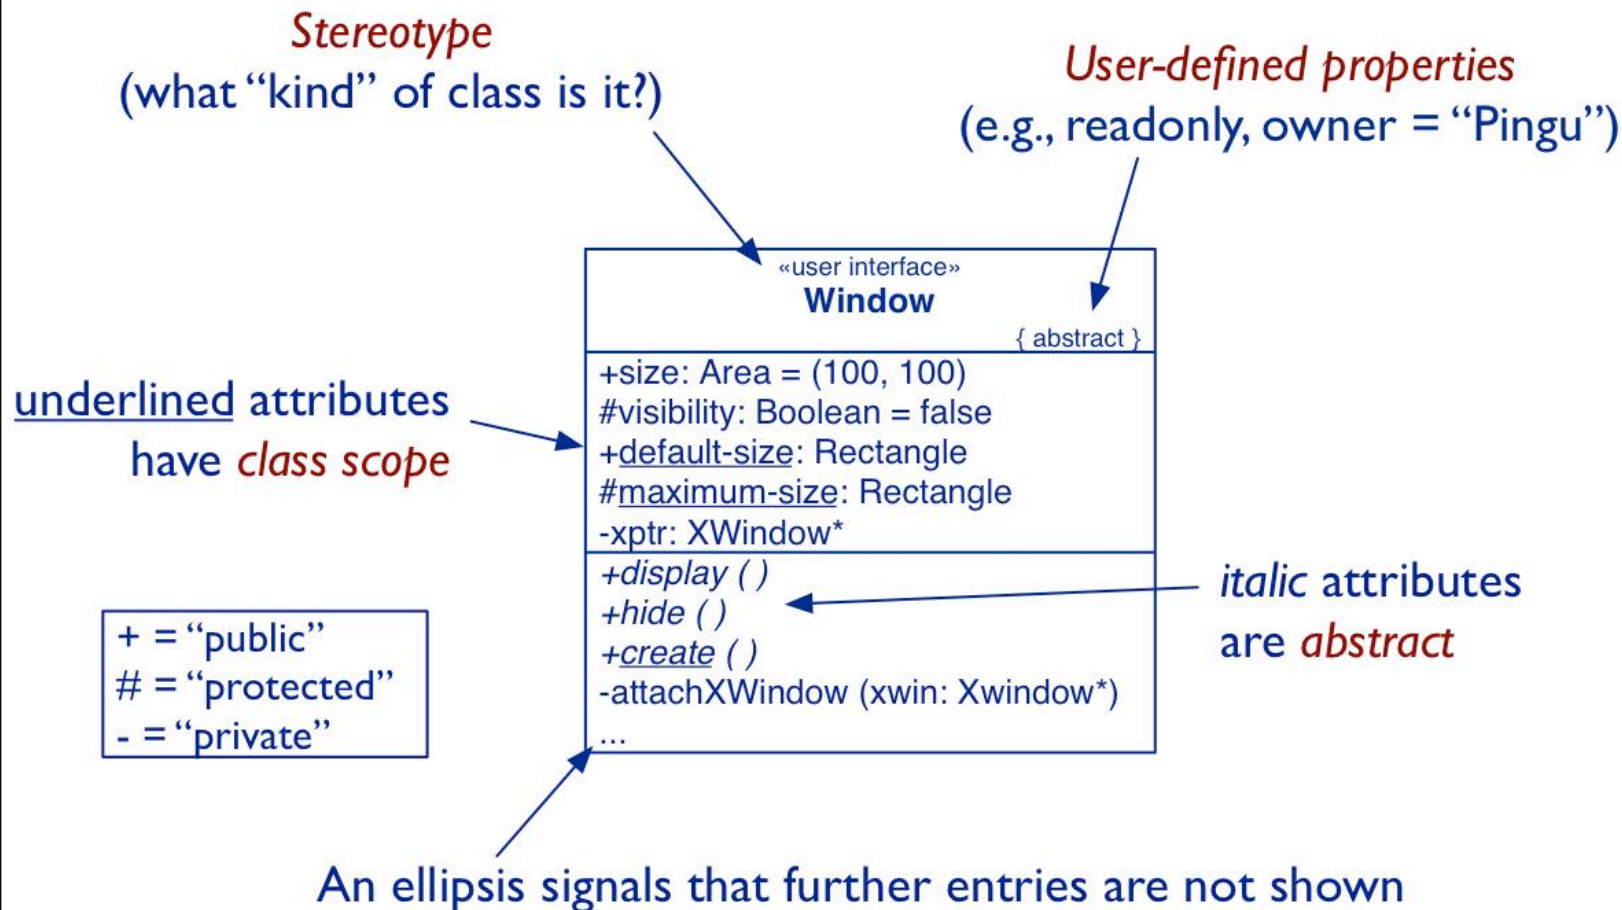 Stereotype
(what “kind” of class is it?)
User-defined properties
(e.g., readonly, owner = “Pingu”)
«user interface»
Window
{ abstract }
+size: Area = (100, 100)
#visibility: Boolean = false
+default-size: Rectangle
#maximum-size: Rectangle
-xptr: XWindow*
+display ( )
+hide ( )
+create ( )
-attachXWindow (xwin: Xwindow*)
...
underlined attributes
have class scope
italic attributes
are abstract
+ = “public”
# = “protected”
- = “private”
An ellipsis signals that further entries are not shown